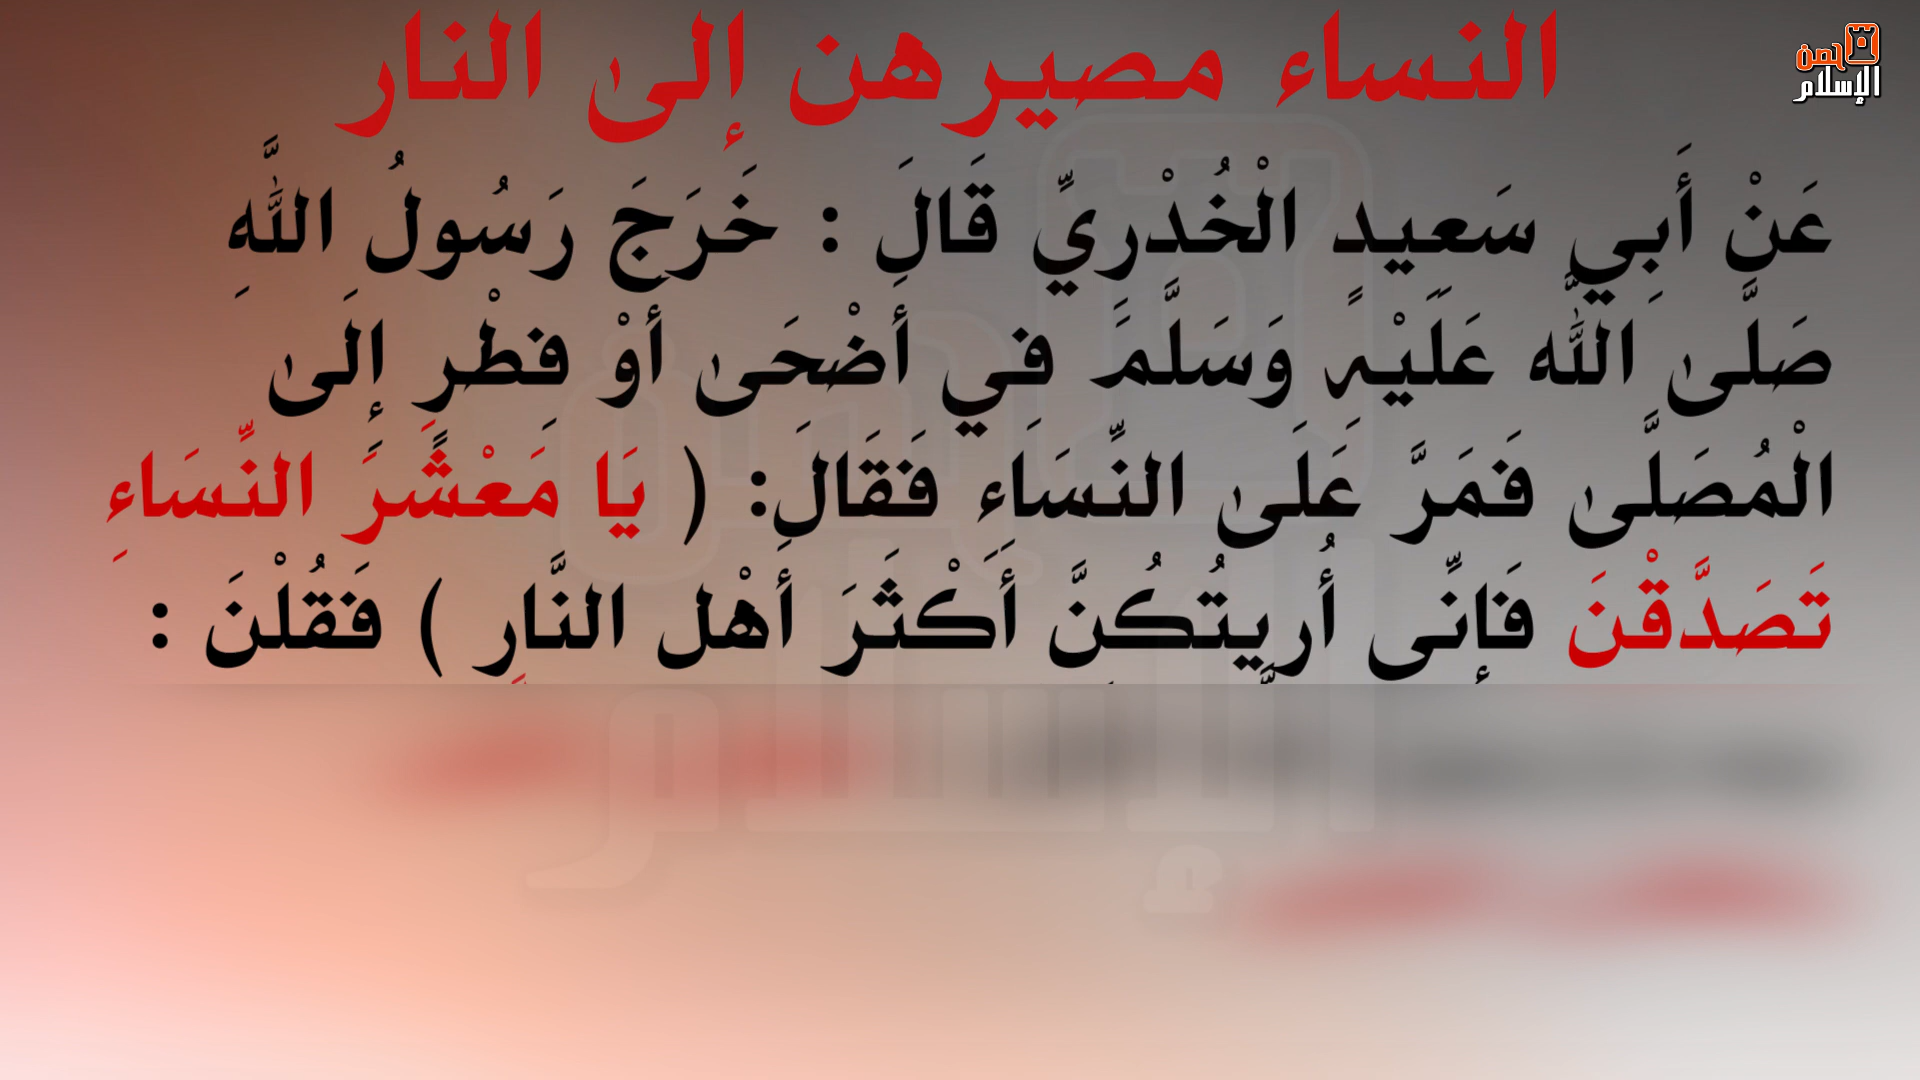 النساء مصيرهن إلى النار
حصن
الإسلام
عَنْ أَبِي سَعِيدٍ الْخُدْرِيِّ قَالَ : خَرَجَ رَسُولُ اللَّهِ
صَلَّى اللَّه عَلَيْهِ وَسَلَّمَ فِي أَضْحَى أَوْ فِطْرٍ إِلَى
الْمُصَلَّى فَمَرَّ عَلَى النِّسَاءِ فَقَالَ: ( يَا مَعْشَرَ النِّسَاءِ
تَصَدَّقْنَ فَإِنِّى أُرِيتُكُنَّ أَكْثَرَ أَهْلِ النَّارِ ) فَقُلْنَ :